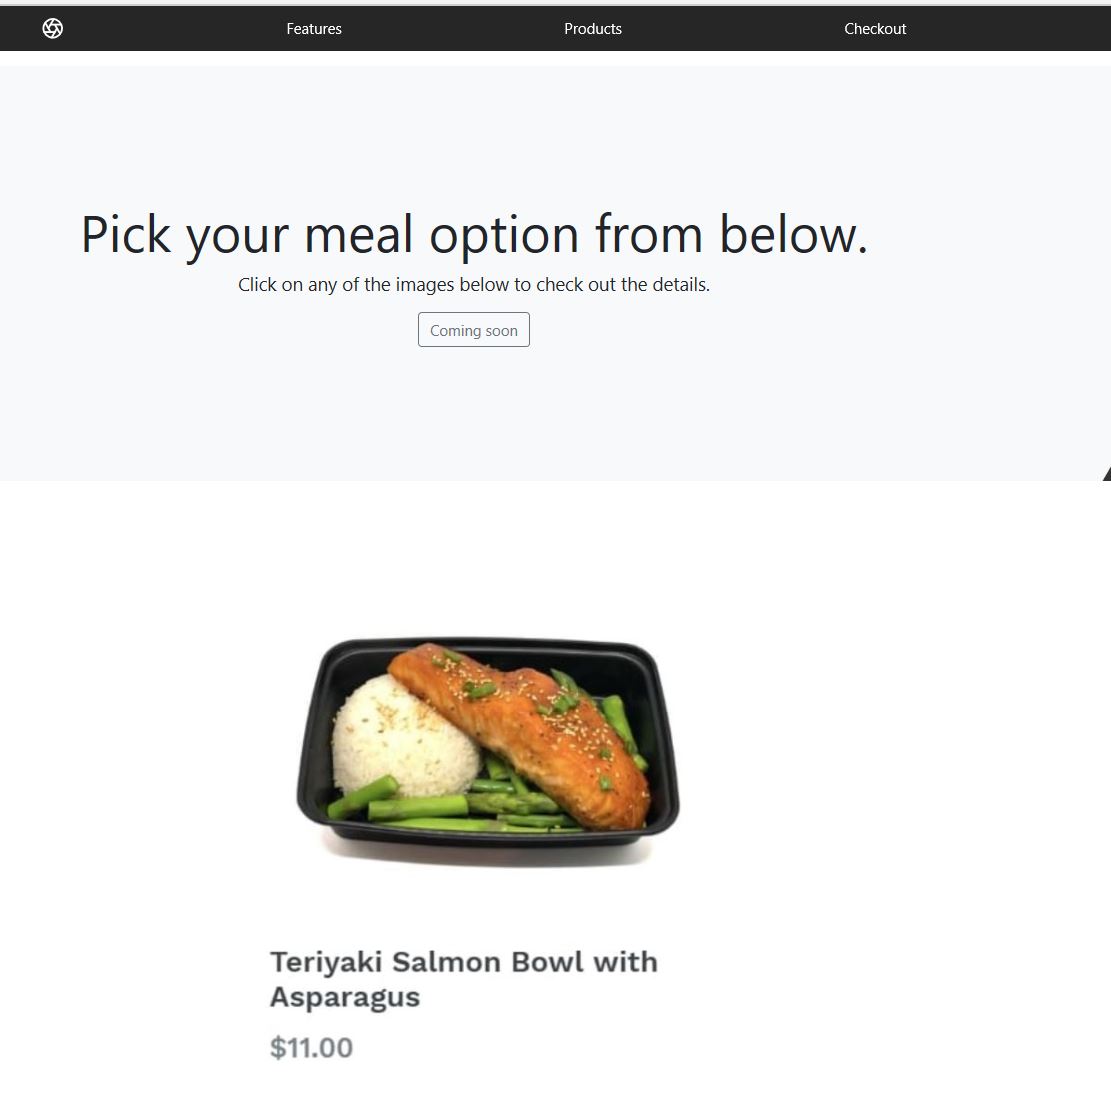 Features Products Checkout
Pick your meal option from below.
Click on any of the images below to check out the details.
Coming soon
Teriyaki Salmon Bowl with
Asparagus
$11.00